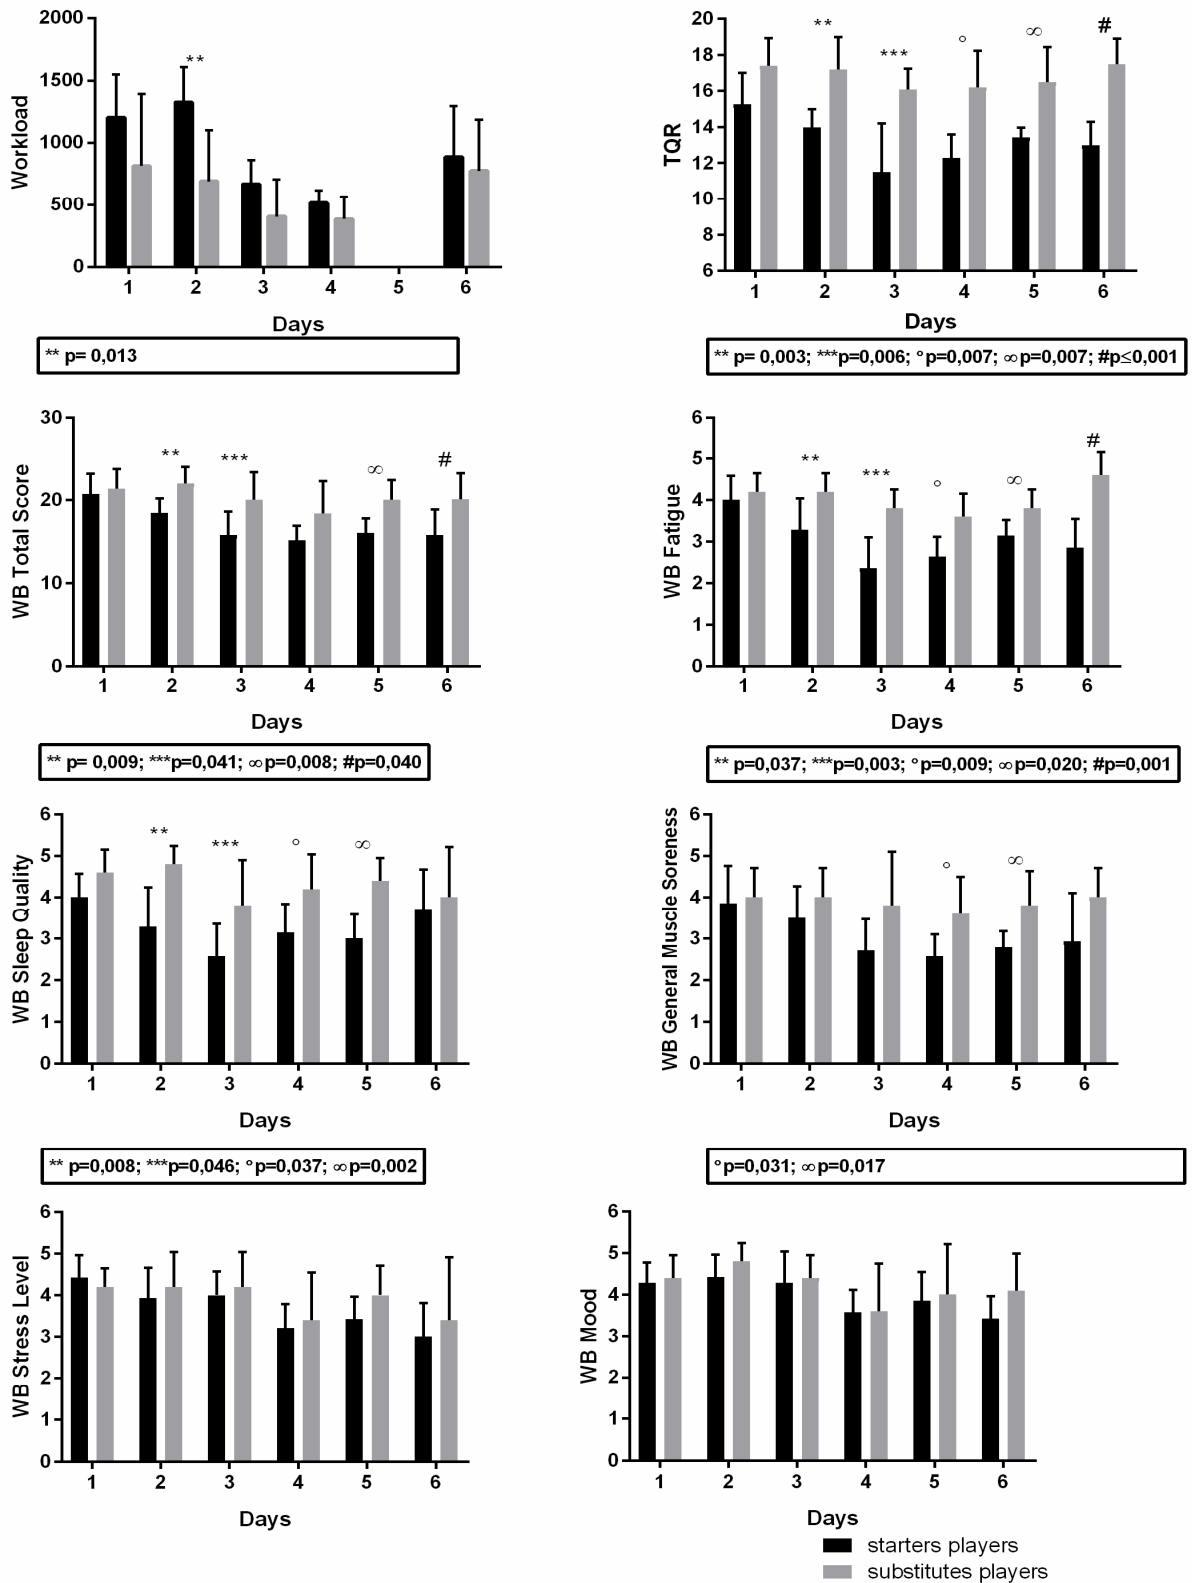 Workload
2000
1500
1000
500
0
**
1 2 3 4 5 6
Days
** p= 0,013
TQR
20
18
16
14
12
10
8
6
** *** ° ∞ #
1 2 3 4 5 6
Days
** p= 0,003; ***p=0,006; °p=0,007; ∞p=0,007; #p≤0,001
WB Total Score
30
20
10
0
** *** ∞ #
1 2 3 4 5 6
Days
** p= 0,009; ***p=0,041; ∞p=0,008; #p=0,040
WB Fatigue
6
5
4
3
2
1
0
** *** ° ∞ #
1 2 3 4 5 6
Days
** p=0,037; ***p=0,003; °p=0,009; ∞p=0,020; #p=0,001
WB Sleep Quality
6
5
4
3
2
1
0
** *** ° ∞
1 2 3 4 5 6
Days
** p=0,008; ***p=0,046; °p=0,037; ∞p=0,002
WB General Muscle Soreness
6
5
4
3
2
1
0
° ∞
1 2 3 4 5 6
Days
°p=0,031; ∞p=0,017
WB Stress Level
6
5
4
3
2
1
0
1 2 3 4 5 6
Days
WB Mood
6
5
4
3
2
1
0
1 2 3 4 5 6
Days
starters players
substitutes players